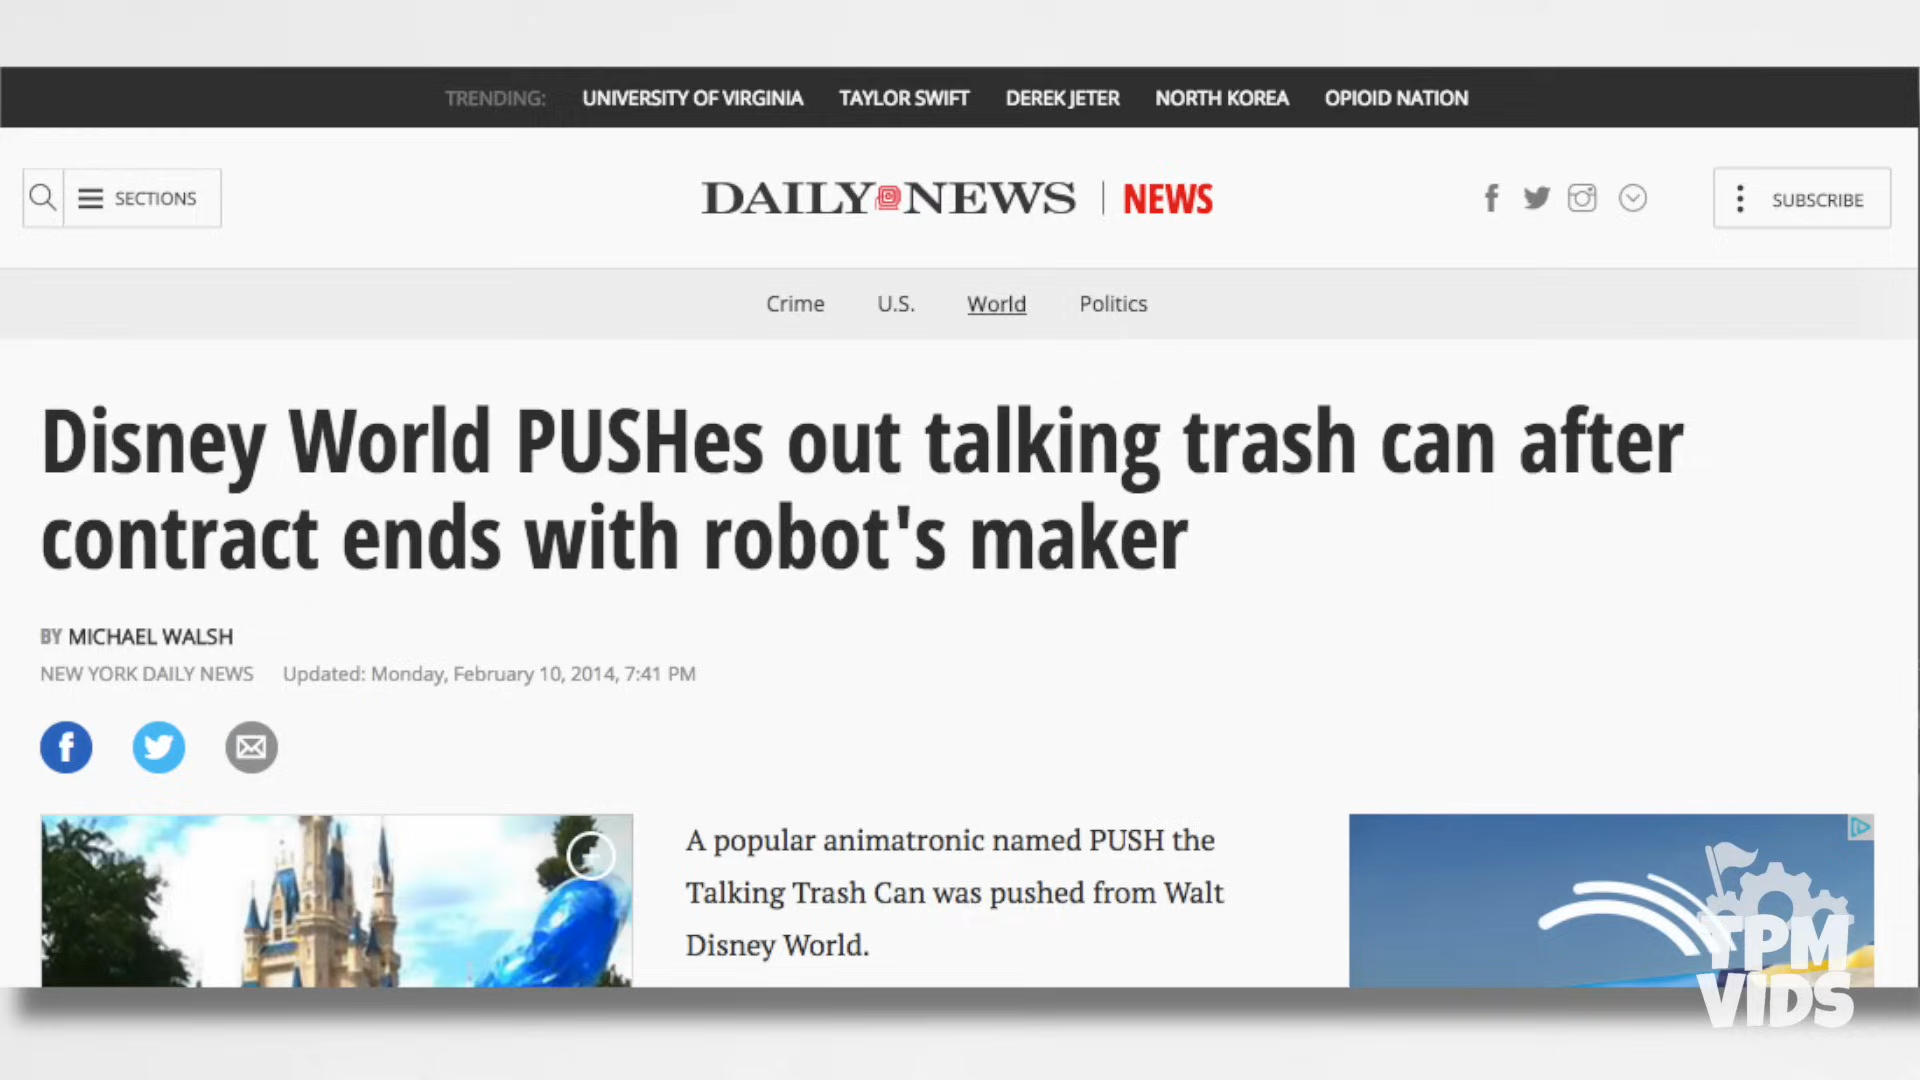 TRENDING: UNIVERSITY OF VIRGINIA TAYLOR SWIFT DEREK JETER NORTH KOREA OPIOID NATION
SECTIONS
DAILY NEWS | NEWS
SUBSCRIBE
Crime U.S. World Politics
Disney World PUSHes out talking trash can after
contract ends with robot's maker
BY MICHAEL WALSH
NEW YORK DAILY NEWS Updated: Monday, February 10, 2014, 7:41 PM
A popular animatronic named PUSH the
Talking Trash Can was pushed from Walt
Disney World.
TPM
VIDS